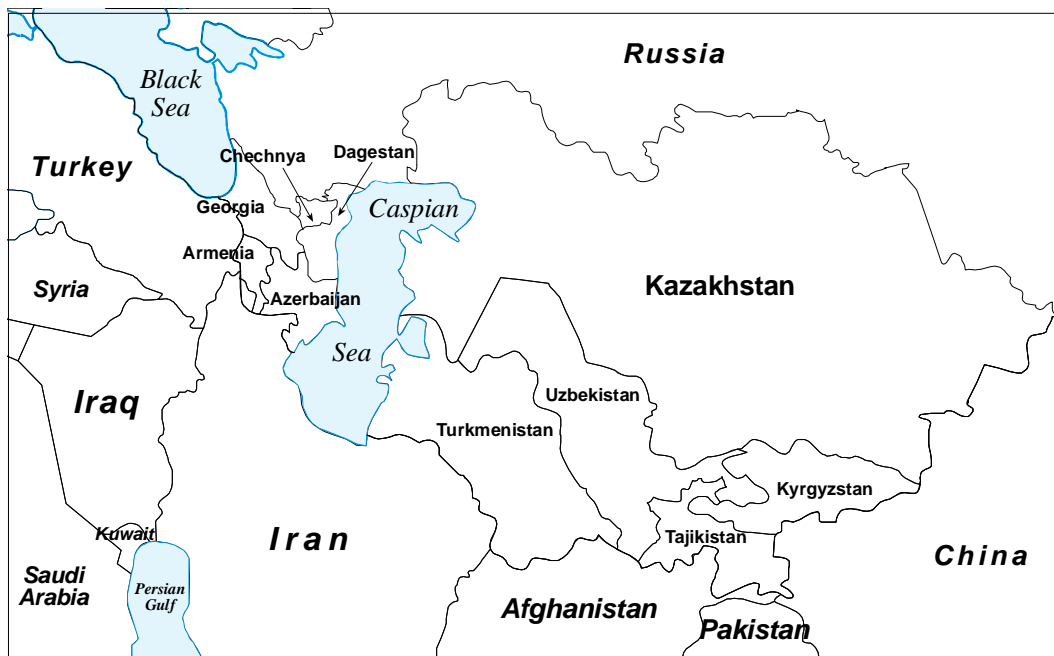 Russia
Black
Sea
Chechnya
Dagestan
Turkey
Georgia
Caspian
Armenia
Syria
Azerbaijan
Kazakhstan
Sea
Iraq
Uzbekistan
Turkmenistan
Kyrgyzstan
Kuwait
Iran
Tajikistan
China
Saudi
Arabia
Persian
Gulf
Afghanistan
Pakistan